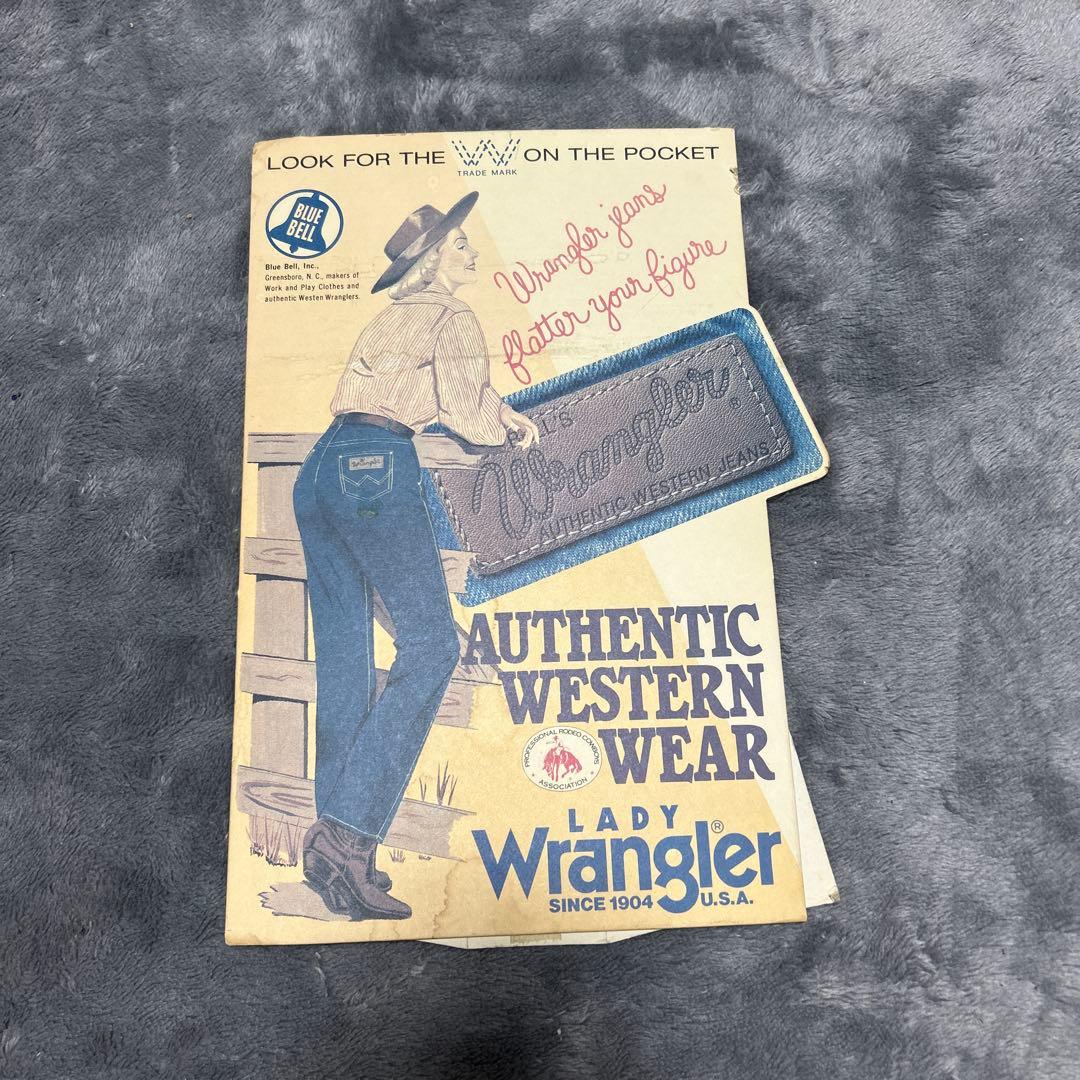 LOOK FOR THE W ON THE POCKET
TRADE MARK
BLUE
BELL
Blue Bell, Inc.,
Greensboro, N. C., makers of
Work and Play Clothes and
authentic Westen Wranglers.
Wrangler jeans
flatter your figure
Wrangler
Wrangler®
AUTHENTIC WESTERN JEANS
AUTHENTIC
WESTERN
WEAR
PROFESSIONAL RODEO COWBOYS
ASSOCIATION
LADY
Wrangler®
SINCE 1904 U.S.A.